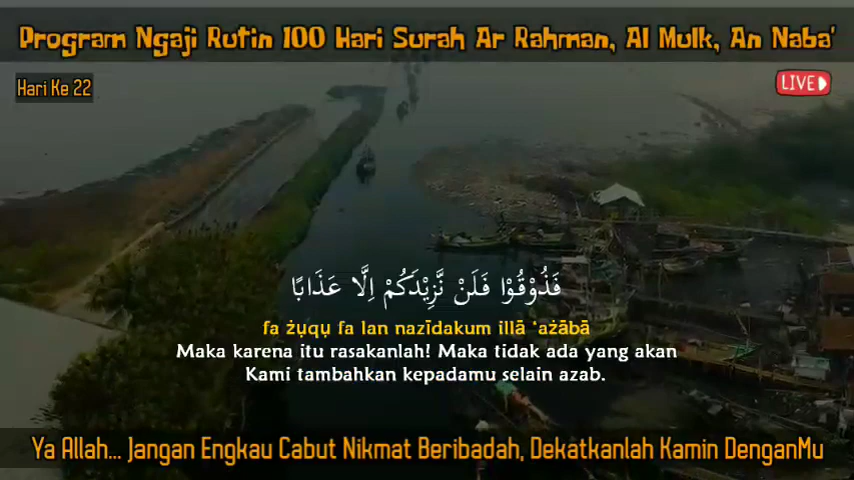 Program Ngaji Rutin 100 Hari Surah Ar Rahman, Al Mulk, An Naba'
Hari Ke 22
LIVE
فَذُوْقُوْا فَلَنْ نَّزِيْدَكُمْ اِلَّا عَذَابًا
fa żụqụ fa lan nazīdakum illā 'ażābā
Maka karena itu rasakanlah! Maka tidak ada yang akan
Kami tambahkan kepadamu selain azab.
Ya Allah... Jangan Engkau Cabut Nikmat Beribadah, Dekatkanlah Kamin DenganMu